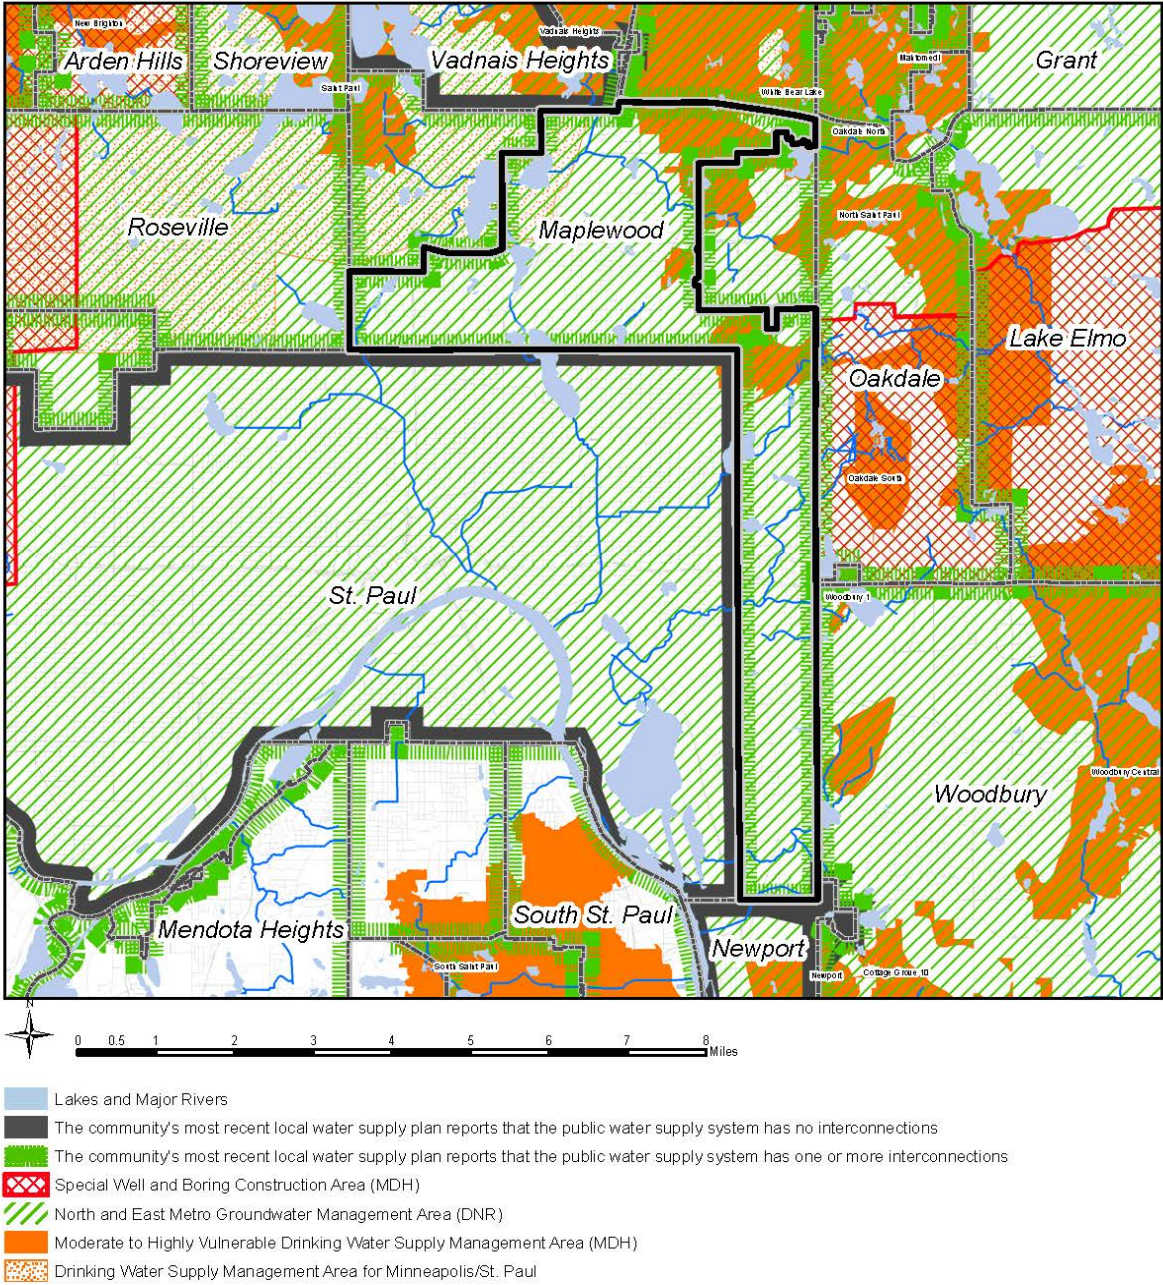 New Brighton
Arden Hills
Shoreview
Vadnais Heights
Vadnais Heights
Mahtomedi
Grant
Saint Paul
White Bear Lake
Oakdale North
Roseville
Maplewood
North Saint Paul
Lake Elmo
Oakdale
Oakdale South
St. Paul
Woodbury 1
Woodbury Central
Woodbury
Mendota Heights
South St. Paul
Newport
South Saint Paul
Newport
Cottage Grove 10
N
0 0.5 1 2 3 4 5 6 7 8
Miles
Lakes and Major Rivers
The community's most recent local water supply plan reports that the public water supply system has no interconnections
The community's most recent local water supply plan reports that the public water supply system has one or more interconnections
Special Well and Boring Construction Area (MDH)
North and East Metro Groundwater Management Area (DNR)
Moderate to Highly Vulnerable Drinking Water Supply Management Area (MDH)
Drinking Water Supply Management Area for Minneapolis/St. Paul